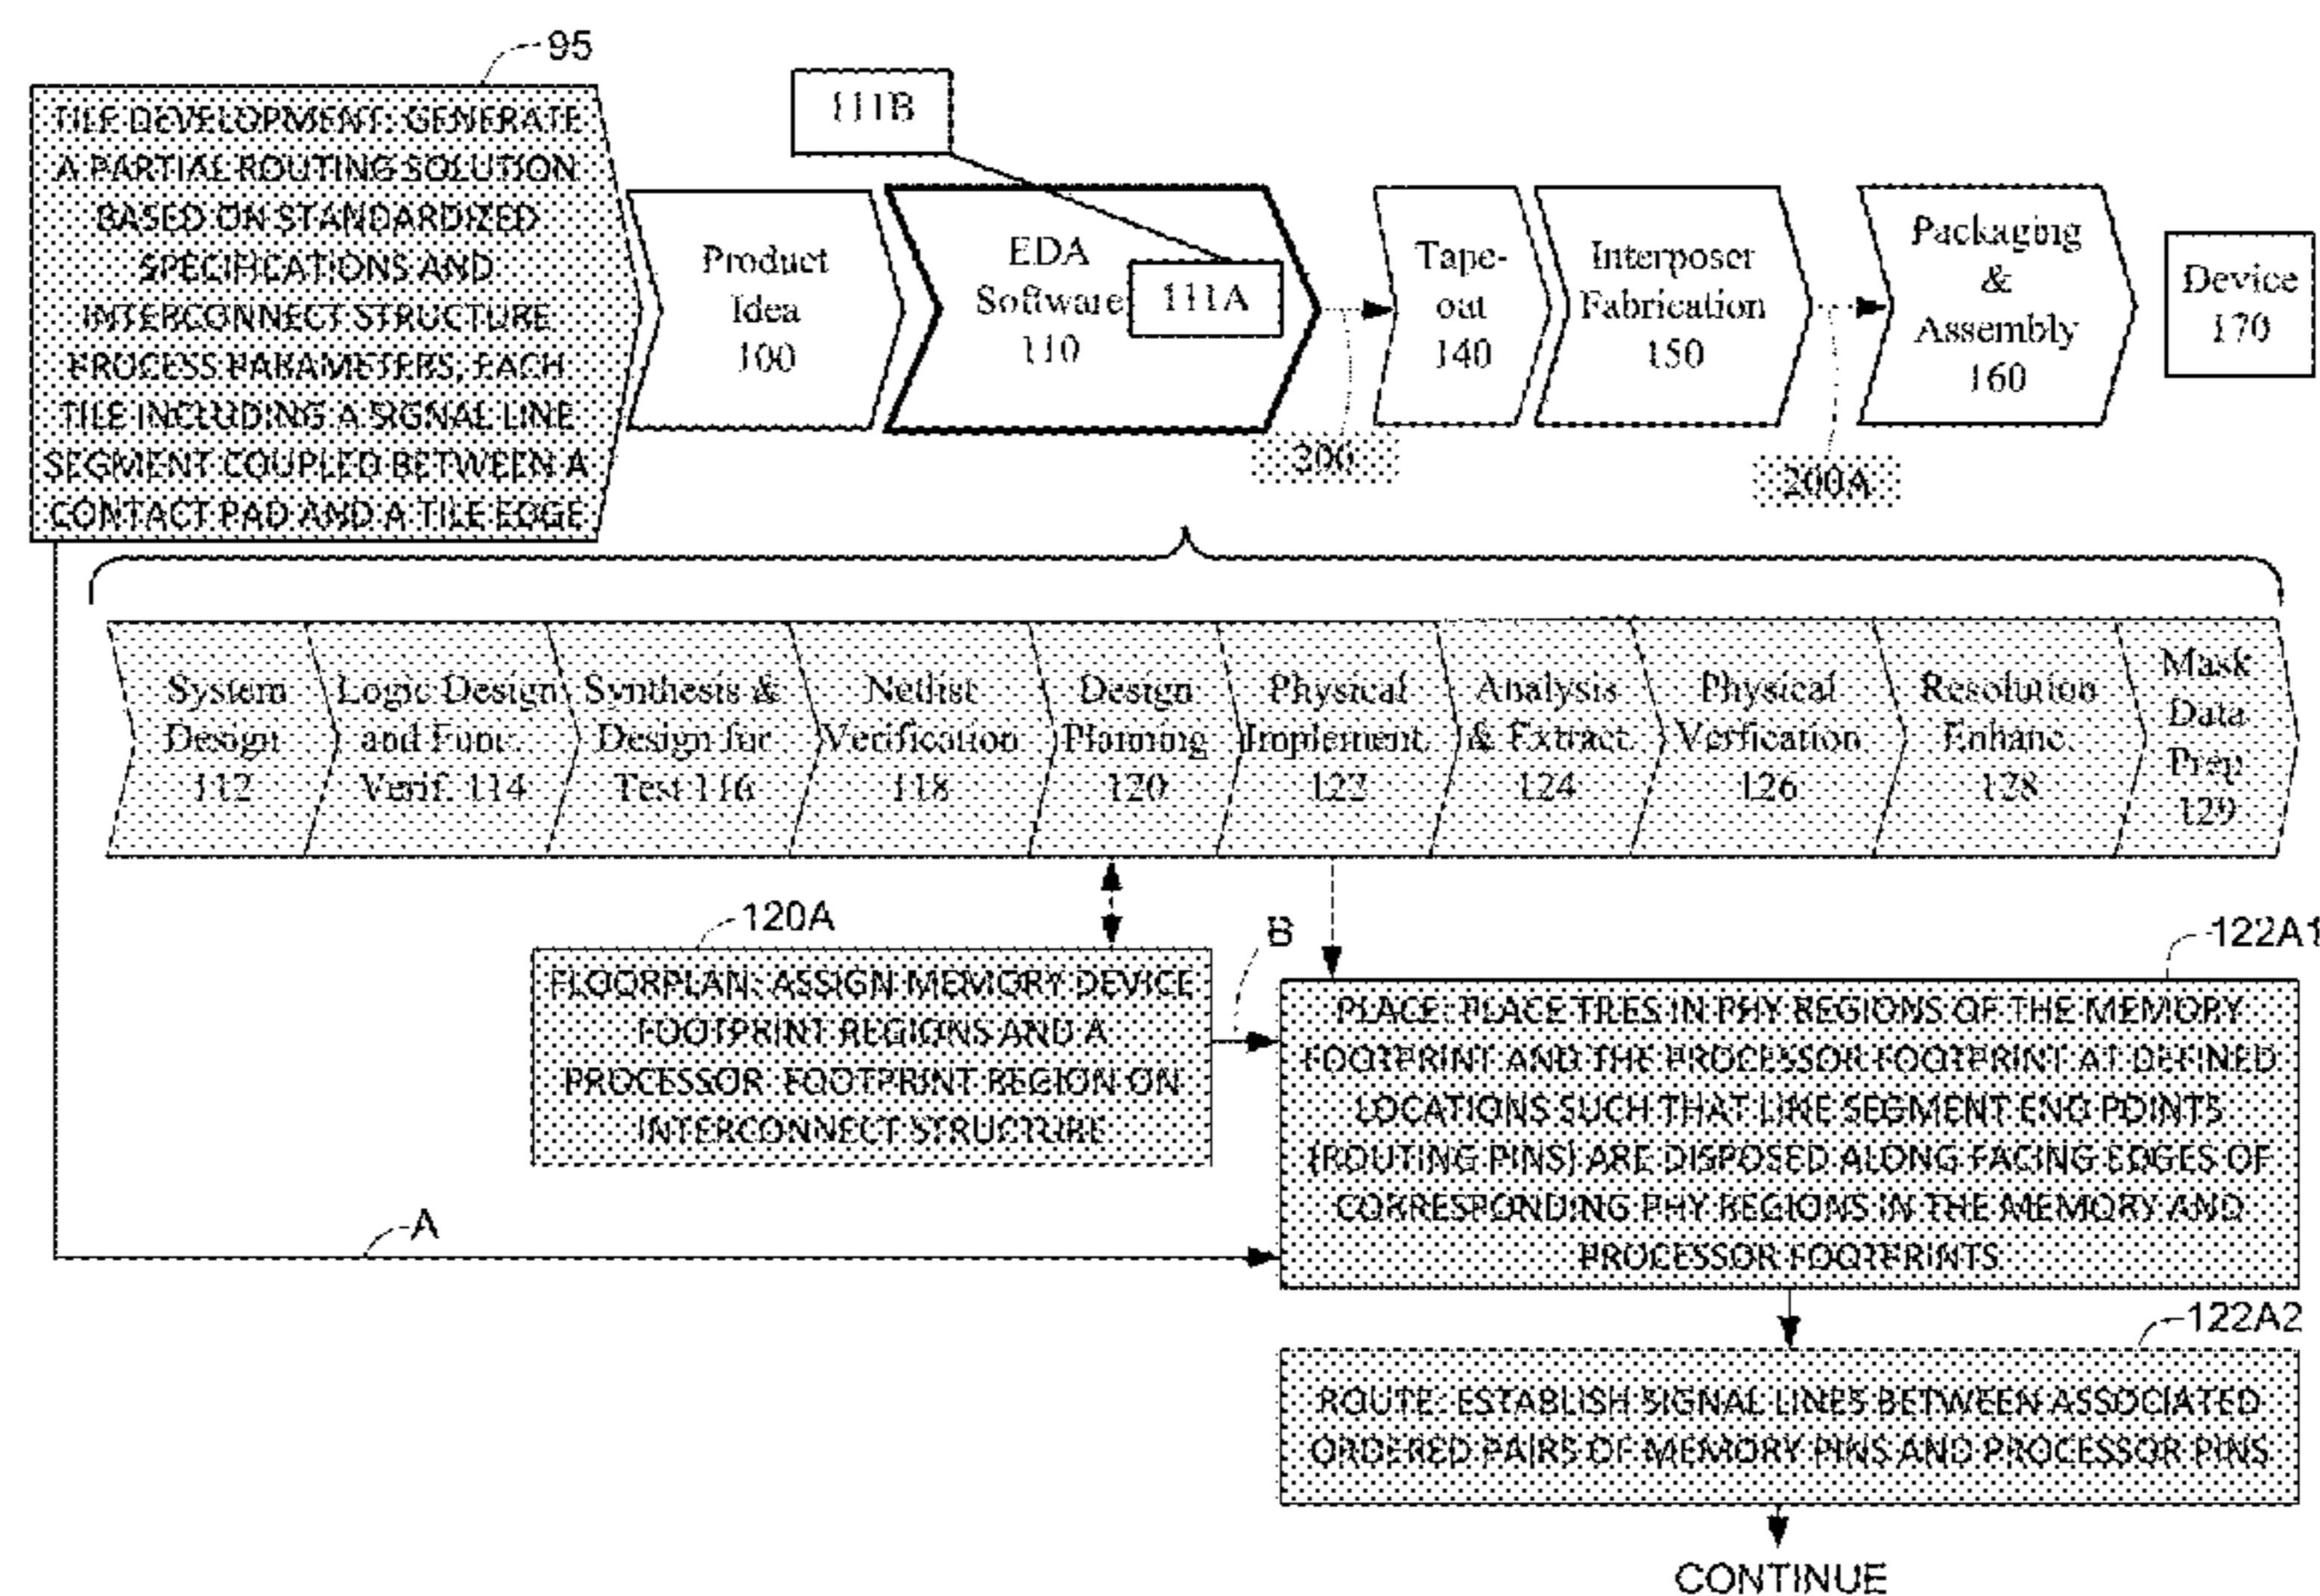 95
TILE DEVELOPMENT: GENERATE
A PARTIAL ROUTING SOLUTION
BASED ON STANDARDIZED
SPECIFICATIONS AND
INTERCONNECT STRUCTURE
PROCESS PARAMETERS, EACH
TILE INCLUDING A SIGNAL LINE
SEGMENT COUPLED BETWEEN A
CONTACT PAD AND A TILE EDGE
Product
Idea
100
111B
EDA
Software
110
111A
200
Tape-
out
140
Interposer
Fabrication
150
200A
Packaging
&
Assembly
160
Device
170
System
Design
112
Logic Design
and Func.
Verif. 114
Synthesis &
Design for
Test 116
Netlist
Verification
118
Design
Planning
120
Physical
Implement.
122
Analysis
& Extract.
124
Physical
Verfication
126
Resolution
Enhanc.
128
Mask
Data
Prep
129
120A
FLOORPLAN: ASSIGN MEMORY DEVICE
FOOTPRINT REGIONS AND A
PROCESSOR FOOTPRINT REGION ON
INTERCONNECT STRUCTURE
B
A
122A1
PLACE: PLACE TILES IN PHY REGIONS OF THE MEMORY
FOOTPRINT AND THE PROCESSOR FOOTPRINT AT DEFINED
LOCATIONS SUCH THAT LINE SEGMENT END POINTS
(ROUTING PINS) ARE DISPOSED ALONG FACING EDGES OF
CORRESPONDING PHY REGIONS IN THE MEMORY AND
PROCESSOR FOOTPRINTS
122A2
ROUTE: ESTABLISH SIGNAL LINES BETWEEN ASSOCIATED
ORDERED PAIRS OF MEMORY PINS AND PROCESSOR PINS
CONTINUE